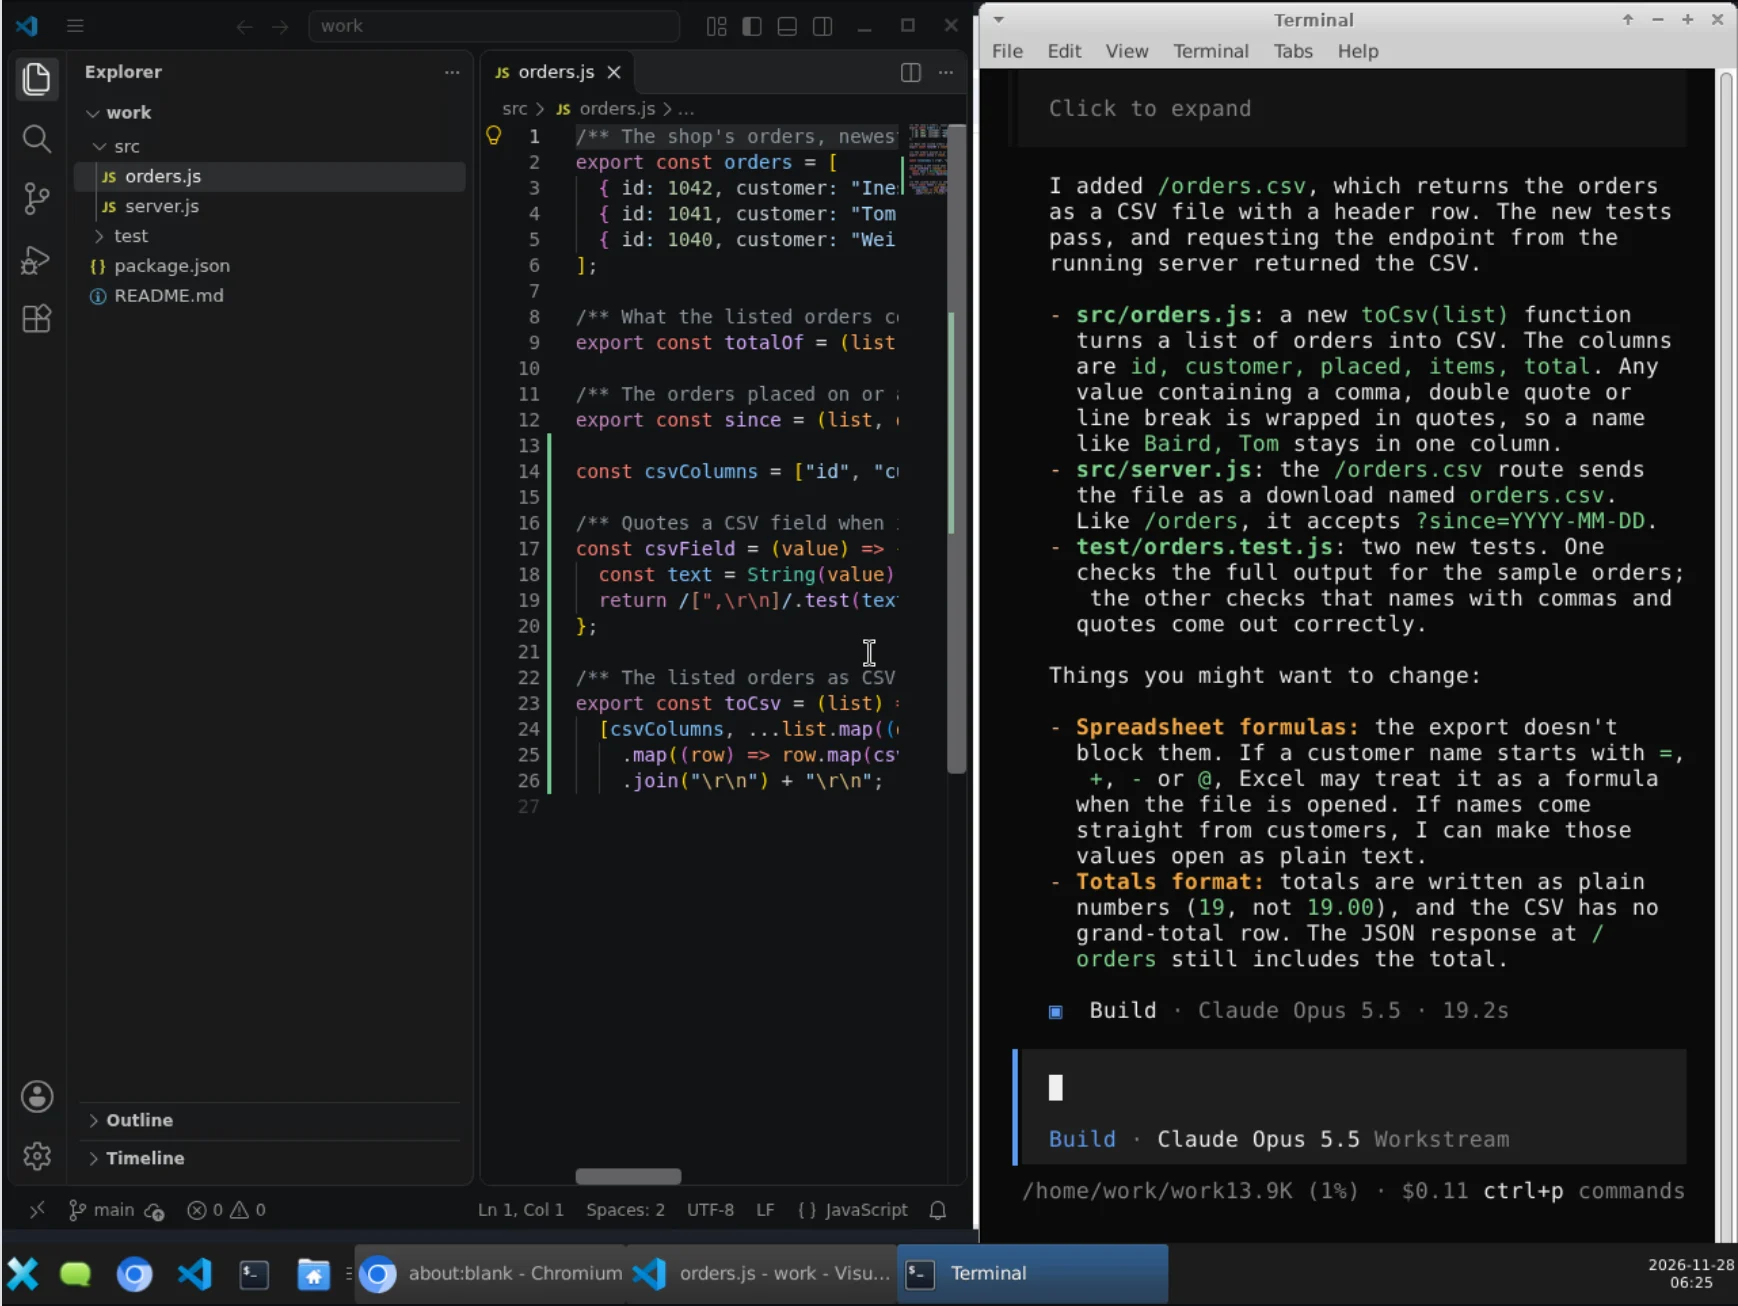 work
Explorer
work
src
JS orders.js
JS server.js
test
{} package.json
README.md
Outline
Timeline
JS orders.js
src > JS orders.js > ...
1 /** The shop's orders, newes
2 export const orders = [
3 { id: 1042, customer: "Ine
4 { id: 1041, customer: "Tom
5 { id: 1040, customer: "Wei
6 ];
7
8 /** What the listed orders c
9 export const totalOf = (list
10
11 /** The orders placed on or
12 export const since = (list,
13
14 const csvColumns = ["id", "cu
15
16 /** Quotes a CSV field when
17 const csvField = (value) =>
18 const text = String(value)
19 return /[",\r\n]/.test(tex
20 };
21
22 /** The listed orders as CSV
23 export const toCsv = (list) =
24 [csvColumns, ...list.map((
25 .map((row) => row.map(cs
26 .join("\r\n") + "\r\n";
27
main 0 0 Ln 1, Col 1 Spaces: 2 UTF-8 LF {} JavaScript
Terminal
File Edit View Terminal Tabs Help
Click to expand
I added /orders.csv, which returns the orders
as a CSV file with a header row. The new tests
pass, and requesting the endpoint from the
running server returned the CSV.
- src/orders.js: a new toCsv(list) function
turns a list of orders into CSV. The columns
are id, customer, placed, items, total. Any
value containing a comma, double quote or
line break is wrapped in quotes, so a name
like Baird, Tom stays in one column.
- src/server.js: the /orders.csv route sends
the file as a download named orders.csv.
Like /orders, it accepts ?since=YYYY-MM-DD.
- test/orders.test.js: two new tests. One
checks the full output for the sample orders;
the other checks that names with commas and
quotes come out correctly.
Things you might want to change:
- Spreadsheet formulas: the export doesn't
block them. If a customer name starts with =,
+, - or @, Excel may treat it as a formula
when the file is opened. If names come
straight from customers, I can make those
values open as plain text.
- Totals format: totals are written as plain
numbers (19, not 19.00), and the CSV has no
grand-total row. The JSON response at /
orders still includes the total.
Build · Claude Opus 5.5 · 19.2s
Build · Claude Opus 5.5 Workstream
/home/work/work13.9K (1%) · $0.11 ctrl+p commands
about:blank - Chromium
orders.js - work - Visu...
Terminal
2026-11-28
06:25